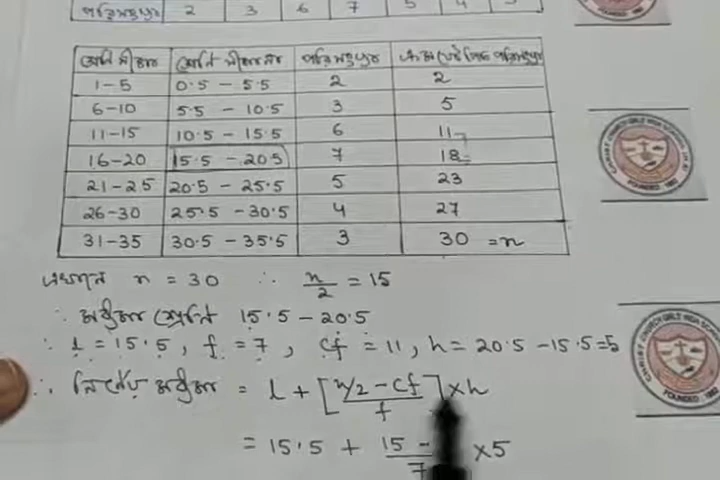 পরিসংখ্যা 2 3 6 7 5 4 3
শ্রেণি সীমানা পরিসংখ্যা
1-5 0.5 - 5.5 2 2
6-10 5.5 - 10.5 3 5
11-15 10.5 - 15.5 6 11
16-20 15.5 - 20.5 7 18
21-25 20.5 - 25.5 5 23
26-30 25.5 - 30.5 4 27
31-35 30.5 - 35.5 3 30 = n
এখানে n = 30 ∴ n/2 = 15
∴ মধ্যমা শ্রেণি 15.5 - 20.5
∴ l = 15.5, f = 7, cf = 11, h = 20.5 - 15.5 = 5
∴ নির্ণেয় মধ্যমা = l + [(n/2 - cf)/f] × h
= 15.5 + 15 - /7 × 5